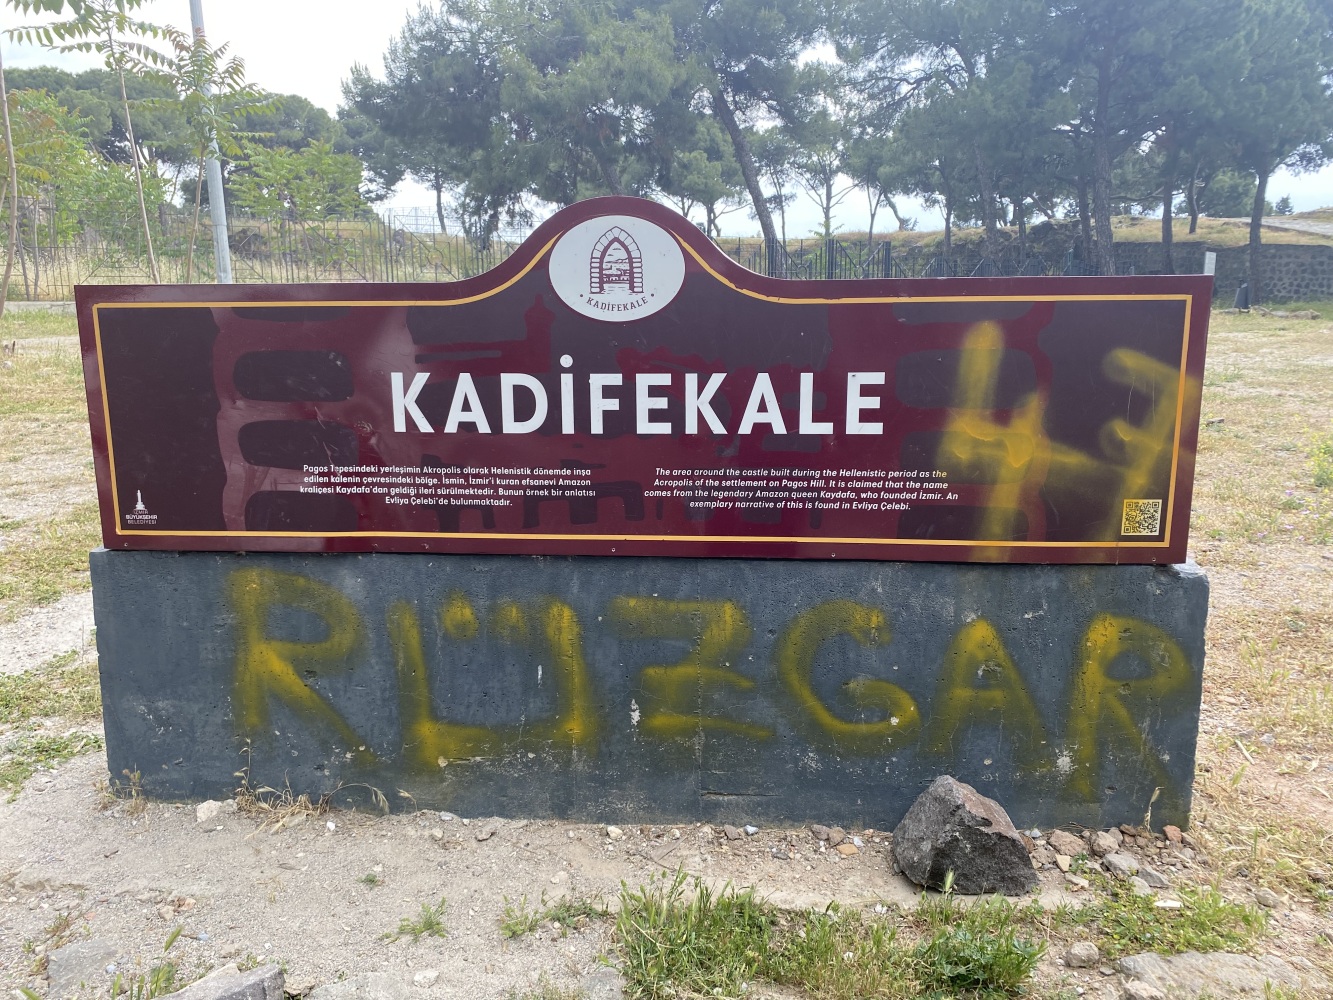 KADİFEKALE
KADİFEKALE
Pagos Tepesindeki yerleşimin Akropolis olarak Helenistik dönemde inşa
edilen kalenin çevresindeki bölge. İsmin, İzmir'i kuran efsanevi Amazon
kraliçesi Kaydafa'dan geldiği ileri sürülmektedir. Bunun örnek bir anlatısı
Evliya Çelebi'de bulunmaktadır.
The area around the castle built during the Hellenistic period as the
Acropolis of the settlement on Pagos Hill. It is claimed that the name
comes from the legendary Amazon queen Kaydafa, who founded İzmir. An
exemplary narrative of this is found in Evliya Çelebi.
İZMİR
BÜYÜKŞEHİR
BELEDİYESİ
47
RÜZGAR